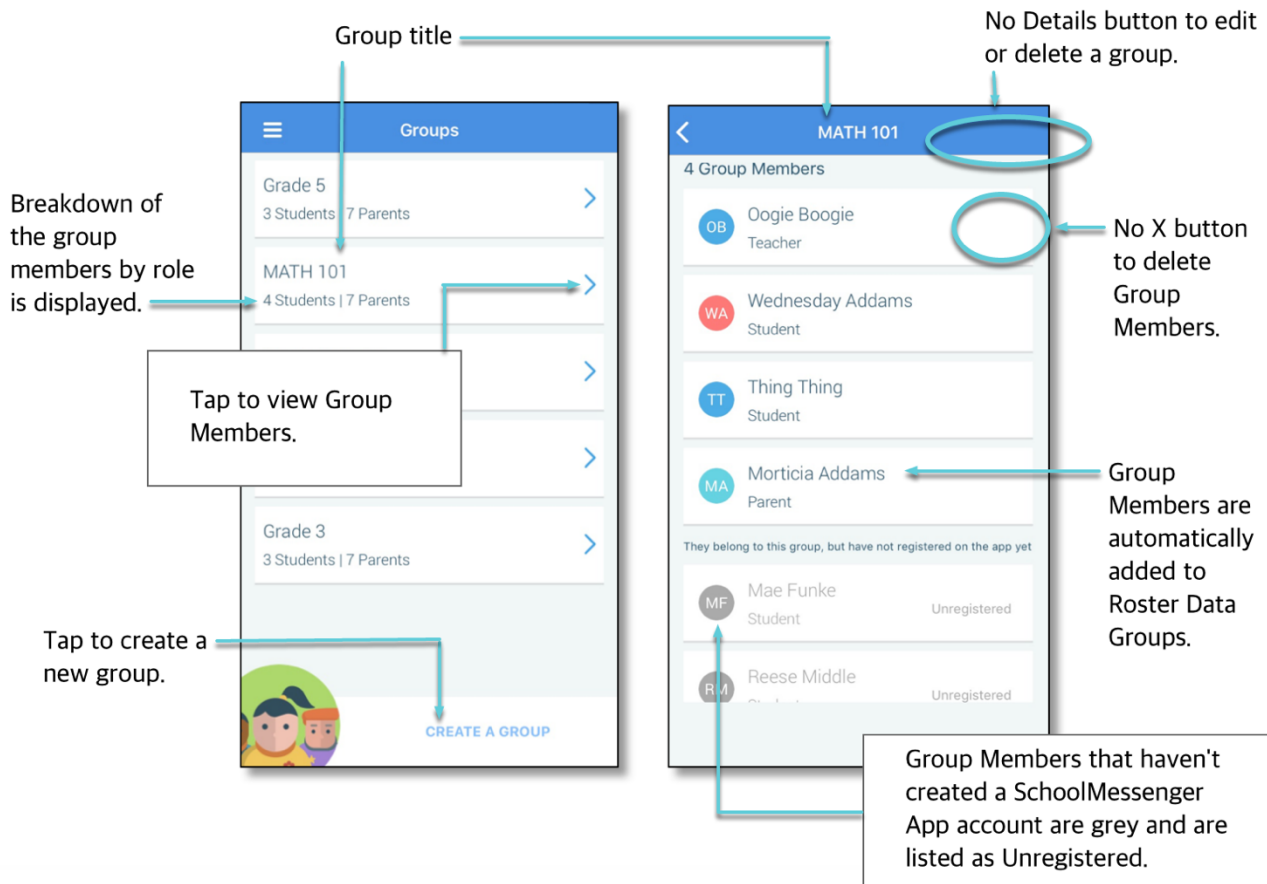 Group title
No Details button to edit
or delete a group.
Groups
MATH 101
4 Group Members
Grade 5
3 Students | 7 Parents
Breakdown of
the group
members by role
is displayed.
MATH 101
4 Students | 7 Parents
Tap to view Group
Members.
Grade 3
3 Students | 7 Parents
Tap to create a
new group.
CREATE A GROUP
OB
Oogie Boogie
Teacher
No X button
to delete
Group
Members.
WA
Wednesday Addams
Student
TT
Thing Thing
Student
MA
Morticia Addams
Parent
Group
Members are
automatically
added to
Roster Data
Groups.
They belong to this group, but have not registered on the app yet
MF
Mae Funke
Student
Unregistered
RM
Reese Middle
Unregistered
Group Members that haven't
created a SchoolMessenger
App account are grey and are
listed as Unregistered.